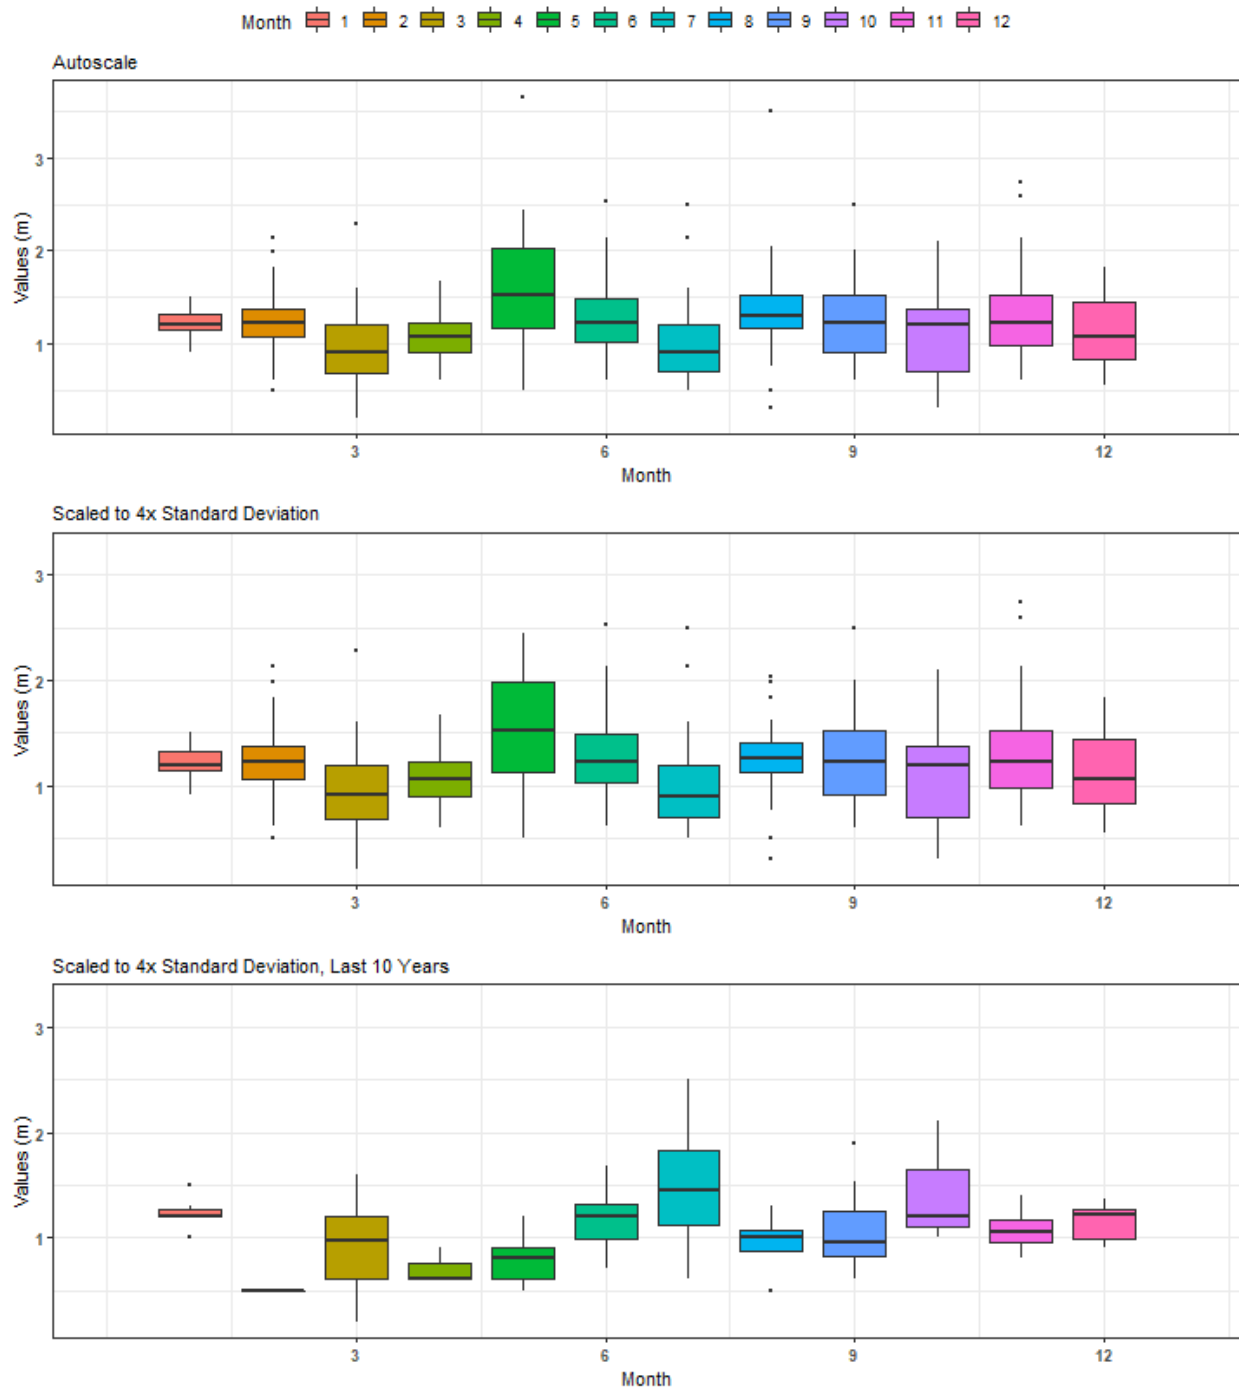 Month 1 2 3 4 5 6 7 8 9 10 11 12
Autoscale
Values (m)
3
2
1
3 6 9 12
Month
Scaled to 4x Standard Deviation
Values (m)
3
2
1
3 6 9 12
Month
Scaled to 4x Standard Deviation, Last 10 Years
Values (m)
3
2
1
3 6 9 12
Month